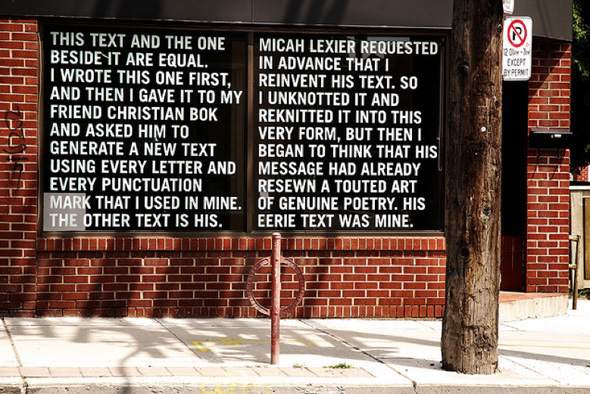 THIS TEXT AND THE ONE
BESIDE IT ARE EQUAL.
I WROTE THIS ONE FIRST,
AND THEN I GAVE IT TO MY
FRIEND CHRISTIAN BOK
AND ASKED HIM TO
GENERATE A NEW TEXT
USING EVERY LETTER AND
EVERY PUNCTUATION
MARK THAT I USED IN MINE.
THE OTHER TEXT IS HIS.
MICAH LEXIER REQUESTED
IN ADVANCE THAT I
REINVENT HIS TEXT. SO
I UNKNOTTED IT AND
REKNITTED IT INTO THIS
VERY FORM, BUT THEN I
BEGAN TO THINK THAT HIS
MESSAGE HAD ALREADY
RESEWN A TOUTED ART
OF GENUINE POETRY. HIS
EERIE TEXT WAS MINE.
P
EXCEPT
BY PERMIT